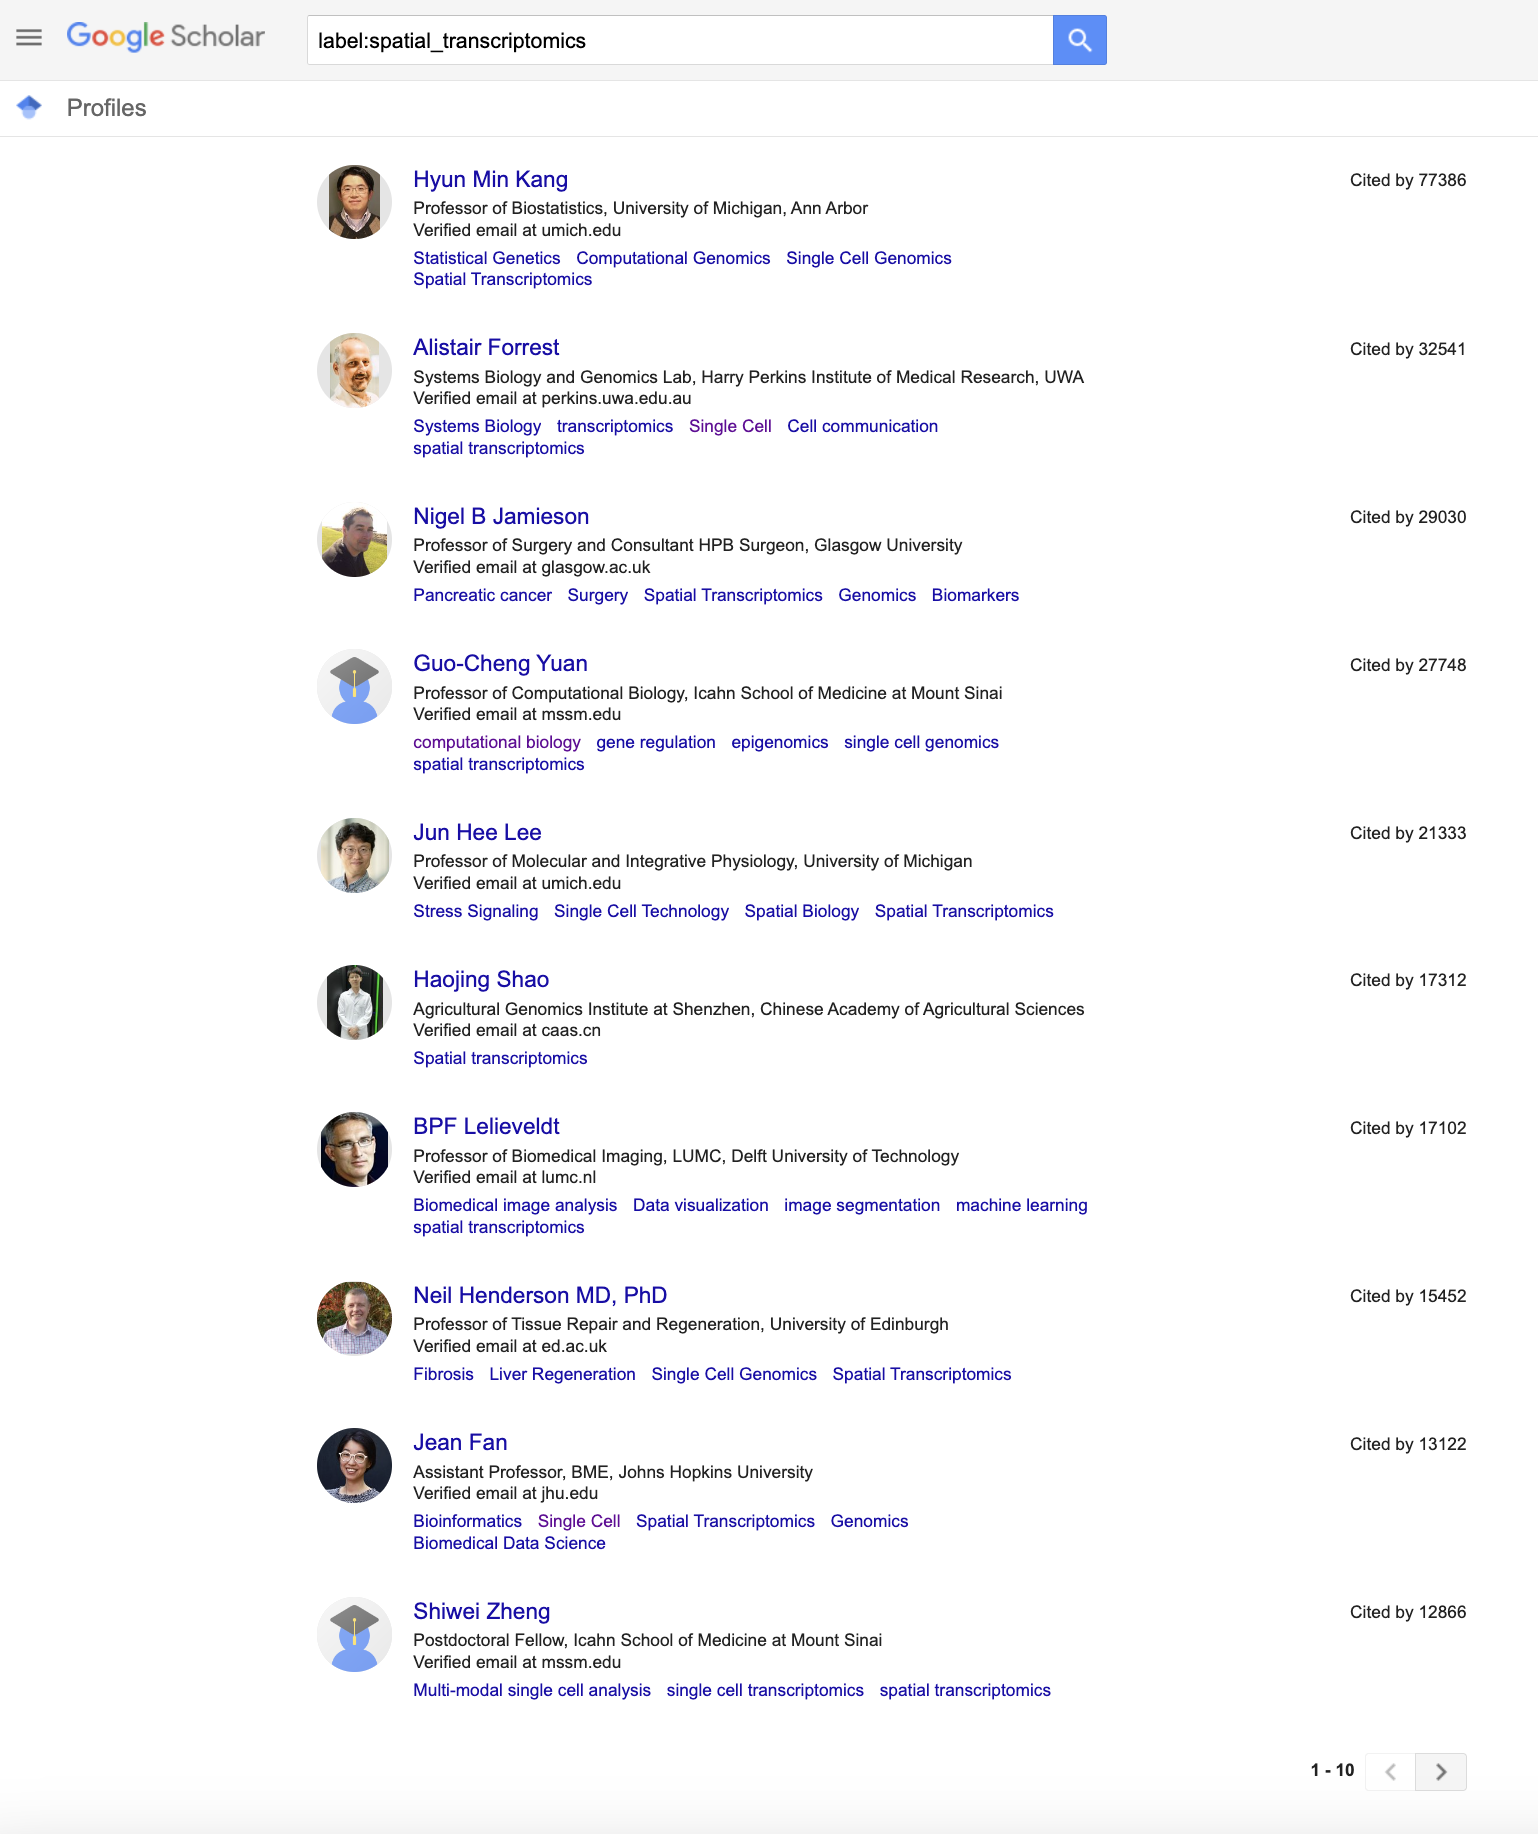 Google Scholar
label:spatial_transcriptomics
Profiles
Hyun Min Kang
Cited by 77386
Professor of Biostatistics, University of Michigan, Ann Arbor
Verified email at umich.edu
Statistical Genetics Computational Genomics Single Cell Genomics
Spatial Transcriptomics
Alistair Forrest
Cited by 32541
Systems Biology and Genomics Lab, Harry Perkins Institute of Medical Research, UWA
Verified email at perkins.uwa.edu.au
Systems Biology transcriptomics Single Cell Cell communication
spatial transcriptomics
Nigel B Jamieson
Cited by 29030
Professor of Surgery and Consultant HPB Surgeon, Glasgow University
Verified email at glasgow.ac.uk
Pancreatic cancer Surgery Spatial Transcriptomics Genomics Biomarkers
Guo-Cheng Yuan
Cited by 27748
Professor of Computational Biology, Icahn School of Medicine at Mount Sinai
Verified email at mssm.edu
computational biology gene regulation epigenomics single cell genomics
spatial transcriptomics
Jun Hee Lee
Cited by 21333
Professor of Molecular and Integrative Physiology, University of Michigan
Verified email at umich.edu
Stress Signaling Single Cell Technology Spatial Biology Spatial Transcriptomics
Haojing Shao
Cited by 17312
Agricultural Genomics Institute at Shenzhen, Chinese Academy of Agricultural Sciences
Verified email at caas.cn
Spatial transcriptomics
BPF Lelieveldt
Cited by 17102
Professor of Biomedical Imaging, LUMC, Delft University of Technology
Verified email at lumc.nl
Biomedical image analysis Data visualization image segmentation machine learning
spatial transcriptomics
Neil Henderson MD, PhD
Cited by 15452
Professor of Tissue Repair and Regeneration, University of Edinburgh
Verified email at ed.ac.uk
Fibrosis Liver Regeneration Single Cell Genomics Spatial Transcriptomics
Jean Fan
Cited by 13122
Assistant Professor, BME, Johns Hopkins University
Verified email at jhu.edu
Bioinformatics Single Cell Spatial Transcriptomics Genomics
Biomedical Data Science
Shiwei Zheng
Cited by 12866
Postdoctoral Fellow, Icahn School of Medicine at Mount Sinai
Verified email at mssm.edu
Multi-modal single cell analysis single cell transcriptomics spatial transcriptomics
1 - 10